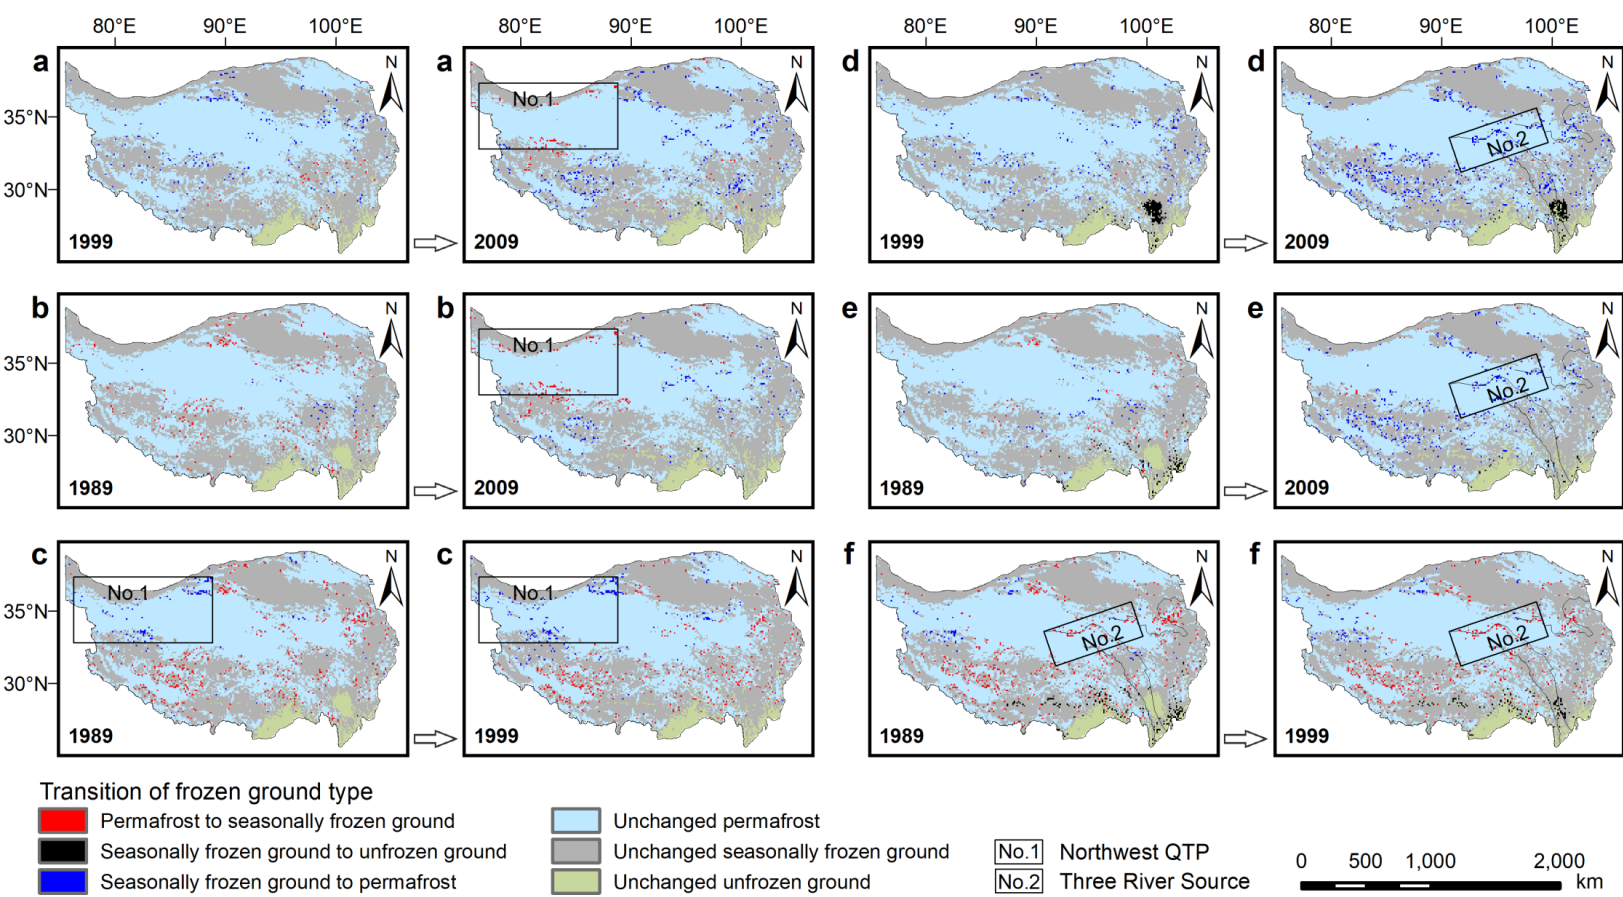 80°E 90°E 100°E 80°E 90°E 100°E 80°E 90°E 100°E 80°E 90°E 100°E
a N a N d N d N
No.1
35°N
No.2
30°N
1999 2009 1999 2009
b N b N e N e N
No.1
35°N
No.2
30°N
1989 2009 1989 2009
c N c N f N f N
No.1 No.1
35°N
No.2 No.2
30°N
1989 1999 1989 1999
Transition of frozen ground type
Permafrost to seasonally frozen ground
Seasonally frozen ground to unfrozen ground
Seasonally frozen ground to permafrost
Unchanged permafrost
Unchanged seasonally frozen ground
Unchanged unfrozen ground
No.1 Northwest QTP
No.2 Three River Source
0 500 1,000 2,000
km